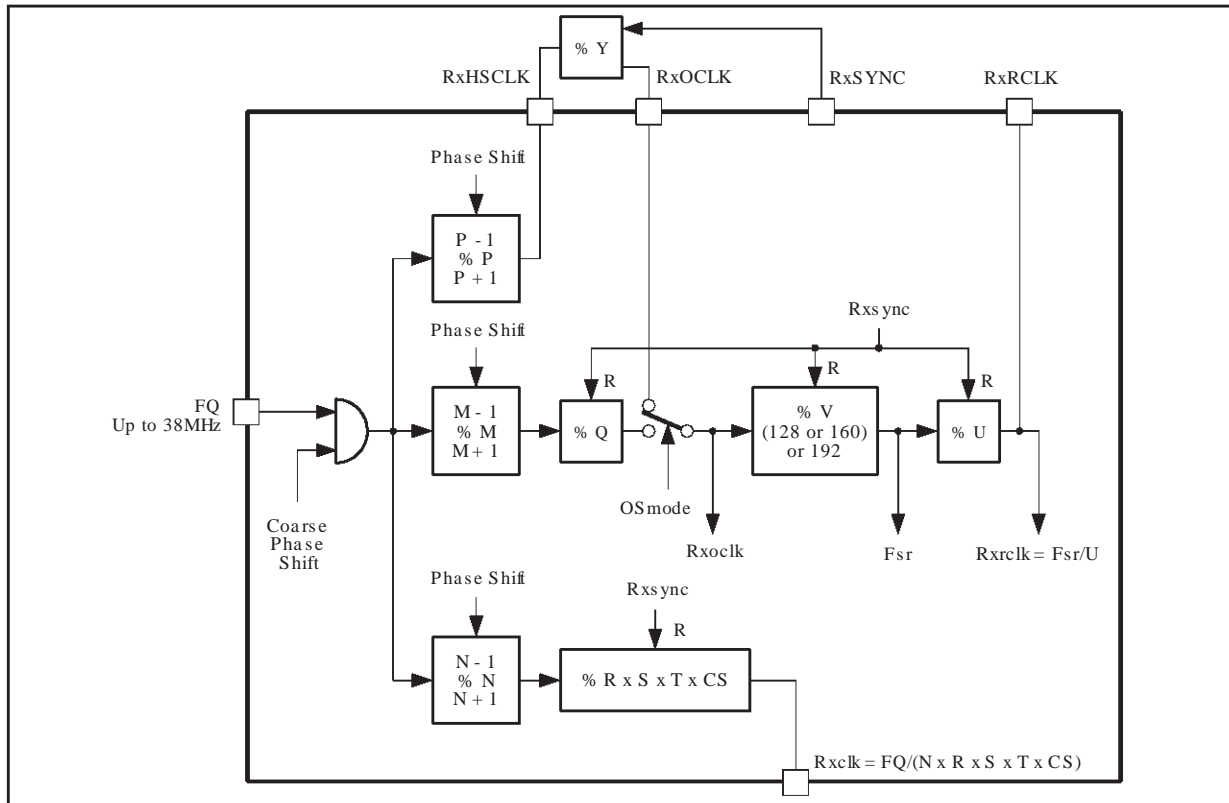 % Y
RxHSCLK
RxOCLK
RxSYNC
RxRCLK
Phase Shift
P - 1
% P
P + 1
Rxsync
Phase Shift
R
R
R
FQ
Up to 38MHz
M - 1
% M
M + 1
% Q
% V
(128 or 160)
or 192
% U
OSmode
Coarse
Phase
Shift
Rxoclk
Fsr
Rxrclk = Fsr/U
Phase Shift
Rxsync
R
N - 1
% N
N + 1
% R x S x T x CS
Rxclk = FQ/(N x R x S x T x CS)